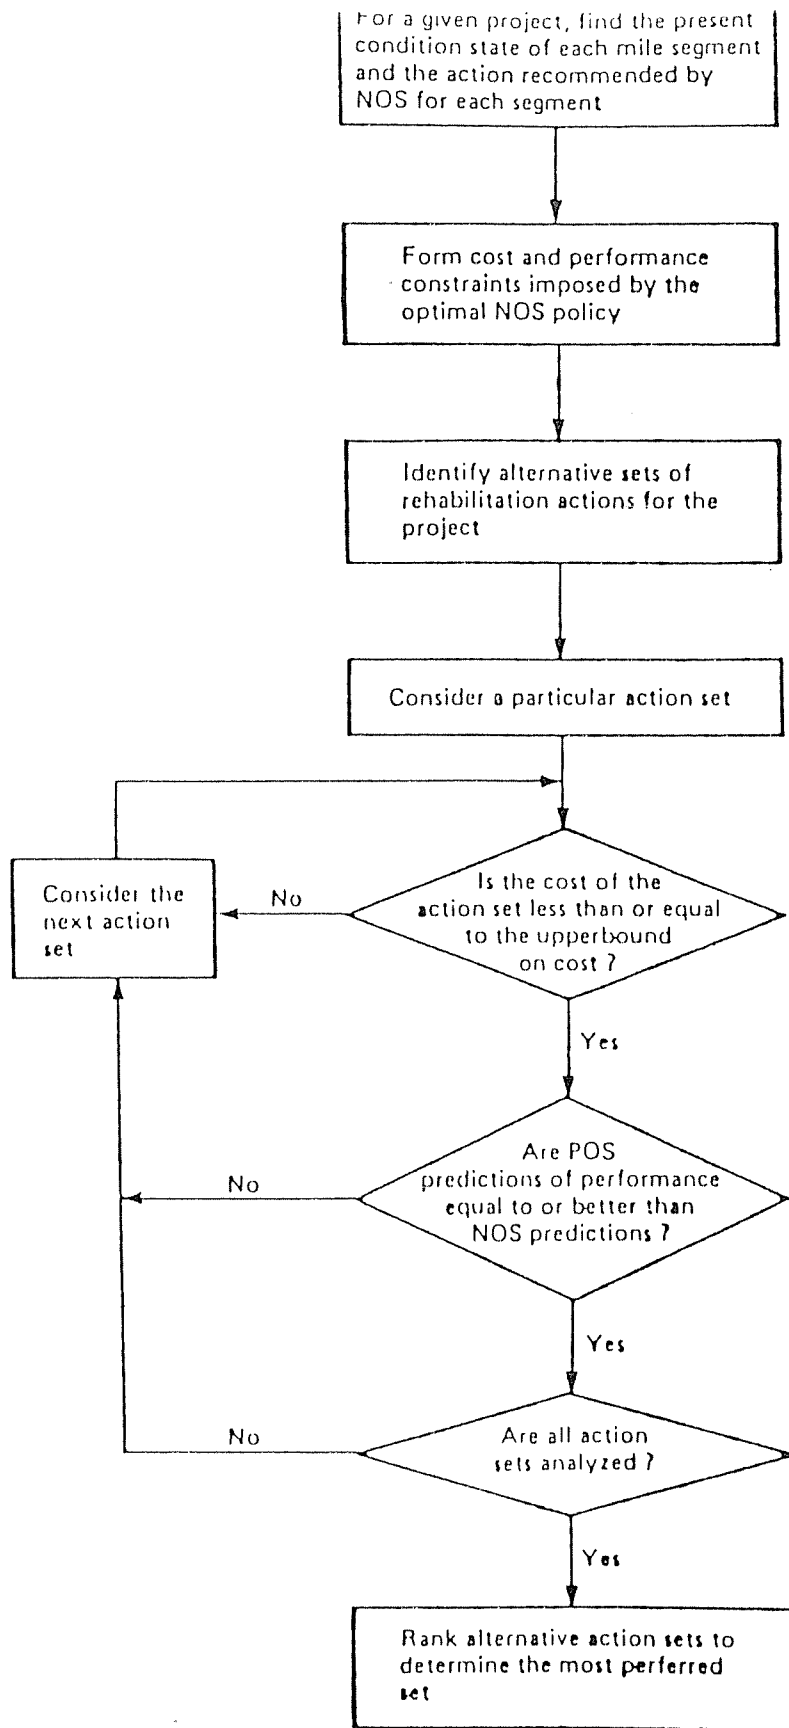 For a given project, find the present
condition state of each mile segment
and the action recommended by
NOS for each segment
Form cost and performance
constraints imposed by the
optimal NOS policy
Identify alternative sets of
rehabilitation actions for the
project
Consider a particular action set
Consider the
next action
set
No
Is the cost of the
action set less than or equal
to the upperbound
on cost ?
Yes
No
Are POS
predictions of performance
equal to or better than
NOS predictions ?
Yes
No
Are all action
sets analyzed ?
Yes
Rank alternative action sets to
determine the most perferred
set